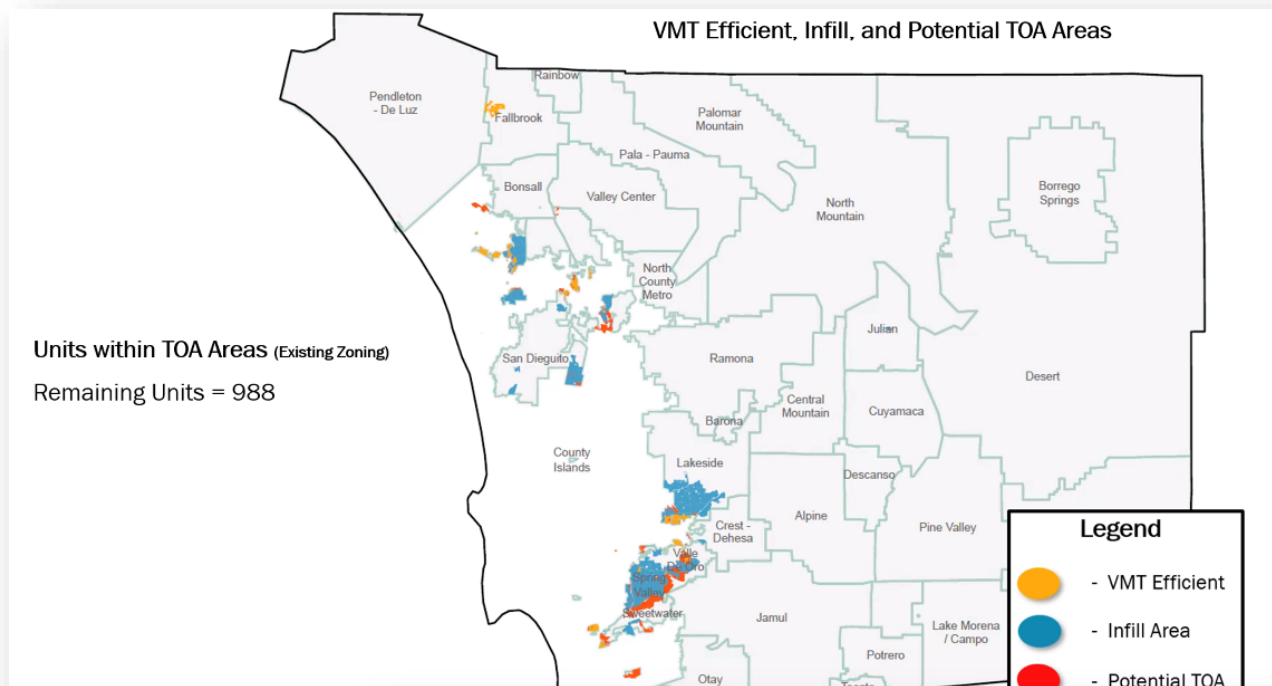 VMT Efficient, Infill, and Potential TOA Areas
Rainbow
Pendleton
- De Luz
Fallbrook
Palomar
Mountain
Pala - Pauma
Bonsall
Valley Center
Borrego
Springs
North
Mountain
North
County
Metro
Julian
Units within TOA Areas (Existing Zoning)
Remaining Units = 988
San Dieguito
Ramona
Desert
Central
Mountain
Cuyamaca
Barona
County
Islands
Lakeside
Descanso
Alpine
Crest -
Dehesa
Pine Valley
Valle
De Oro
Spring
Valley
Sweetwater
Jamul
Lake Morena
/ Campo
Potrero
Otay
Legend
- VMT Efficient
- Infill Area
- Potential TOA